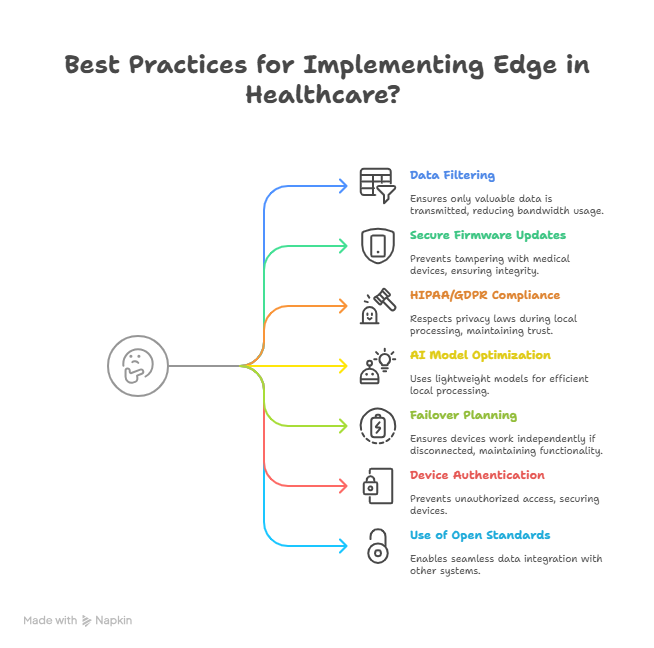 Best Practices for Implementing Edge in
Healthcare?
Data Filtering
Ensures only valuable data is
transmitted, reducing bandwidth usage.
Secure Firmware Updates
Prevents tampering with medical
devices, ensuring integrity.
HIPAA/GDPR Compliance
Respects privacy laws during local
processing, maintaining trust.
AI Model Optimization
Uses lightweight models for efficient
local processing.
Failover Planning
Ensures devices work independently if
disconnected, maintaining functionality.
Device Authentication
Prevents unauthorized access, securing
devices.
Use of Open Standards
Enables seamless data integration with
other systems.
Made with Napkin